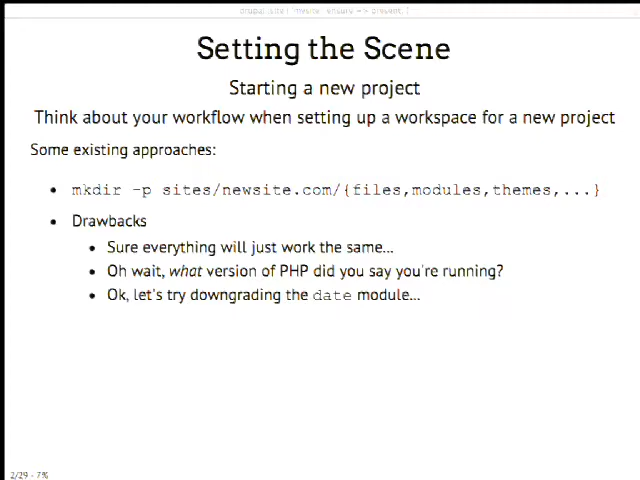 Setting the Scene
Starting a new project
Think about your workflow when setting up a workspace for a new project
Some existing approaches:
• mkdir -p sites/newsite.com/{files,modules,themes,...}
• Drawbacks
• Sure everything will just work the same...
• Oh wait, what version of PHP did you say you're running?
• Ok, let's try downgrading the date module...
2/29 - 7%